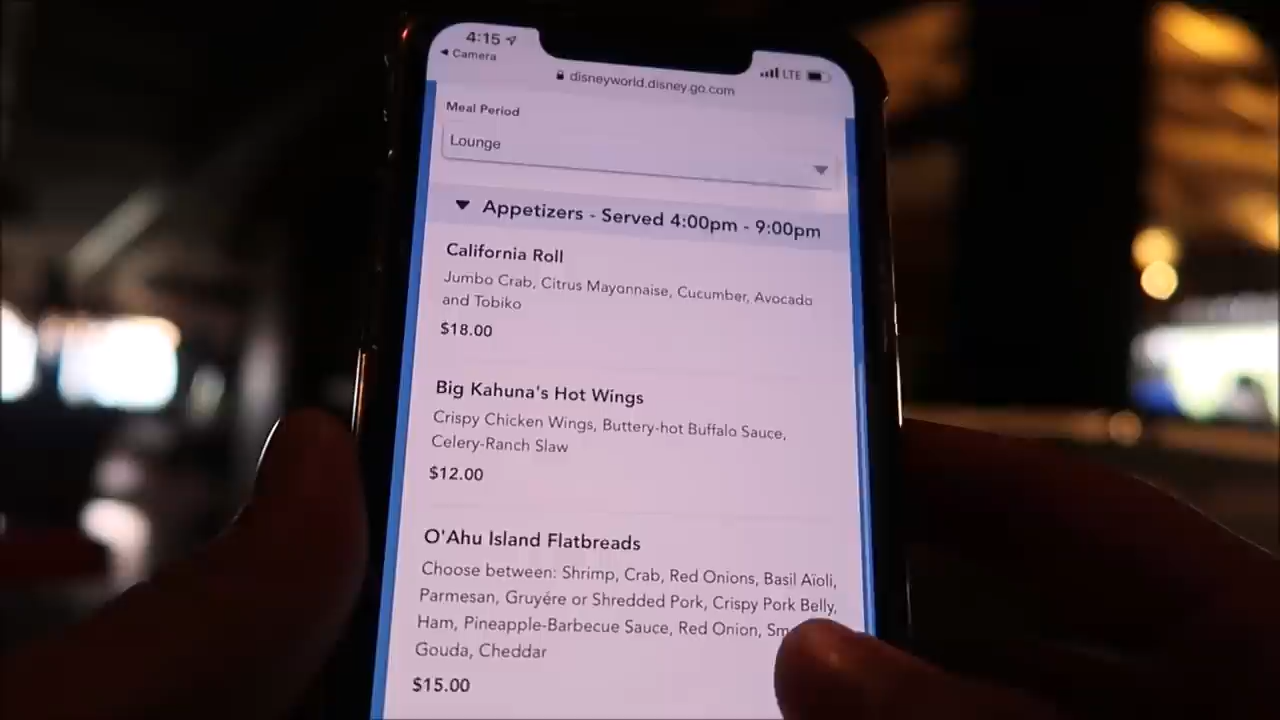 4:15
Camera
LTE
disneyworld.disney.go.com
Meal Period
Lounge
Appetizers - Served 4:00pm - 9:00pm
California Roll
Jumbo Crab, Citrus Mayonnaise, Cucumber, Avocado
and Tobiko
$18.00
Big Kahuna's Hot Wings
Crispy Chicken Wings, Buttery-hot Buffalo Sauce,
Celery-Ranch Slaw
$12.00
O'Ahu Island Flatbreads
Choose between: Shrimp, Crab, Red Onions, Basil Aïoli,
Parmesan, Gruyére or Shredded Pork, Crispy Pork Belly,
Ham, Pineapple-Barbecue Sauce, Red Onion,
Gouda, Cheddar
$15.00